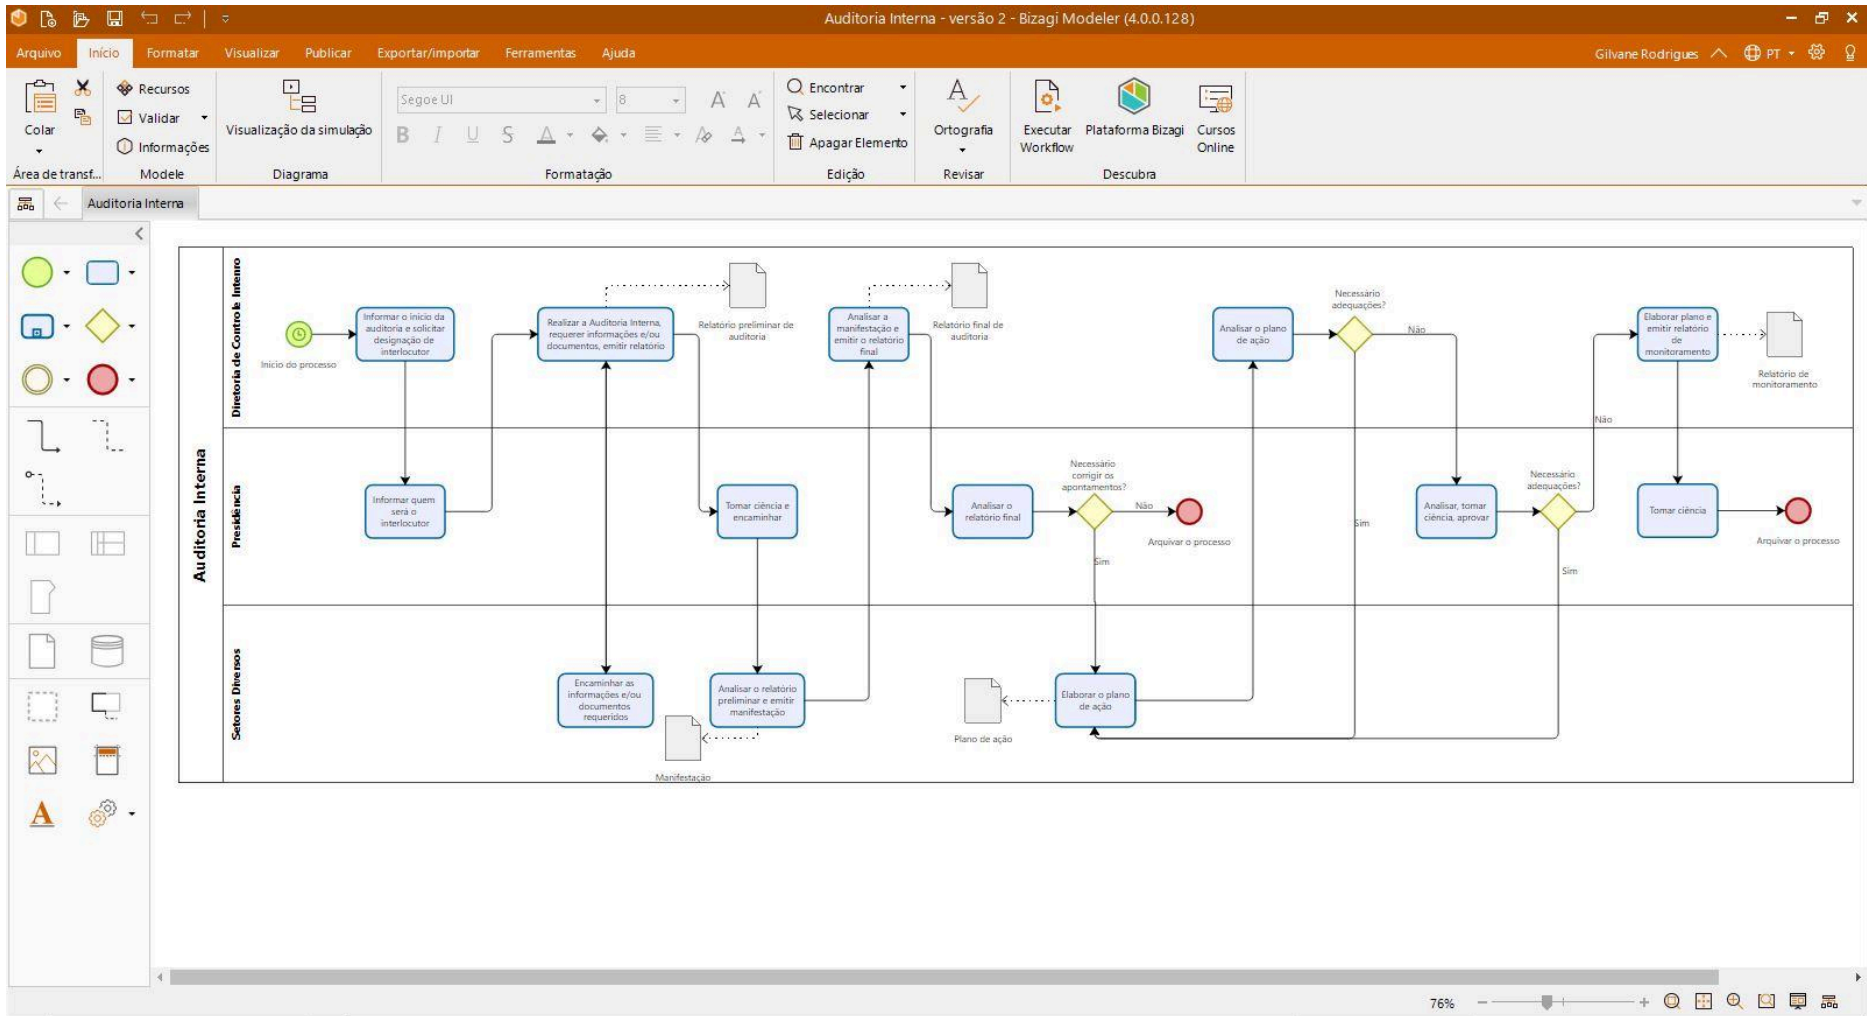 Auditoria Interna - versão 2 - Bizagi Modeler (4.0.0.128)
Arquivo Início Formatar Visualizar Publicar Exportar/importar Ferramentas Ajuda
Gilvane Rodrigues PT
Colar
Área de transf...
Recursos
Validar
Informações
Modele
Visualização da simulação
Diagrama
Segoe UI 8
B I U S A A A
Formatação
Encontrar
Selecionar
Apagar Elemento
Edição
Ortografia
Revisar
Executar
Workflow
Plataforma Bizagi
Cursos
Online
Descubra
Auditoria Interna
Auditoria Interna
Diretoria de Controle Intenro
Inicio do processo
Informar o inicio da
auditoria e solicitar
designação de
interlocutor
Realizar a Auditoria Interna,
requerer informações e/ou
documentos, emitir relatório
Relatório preliminar de
auditoria
Analisar a
manifestação e
emitir o relatório
final
Relatório final de
auditoria
Analisar o plano
de ação
Necessário
adequações?
Não
Sim
Elaborar plano e
emitir relatório
de
monitoramento
Relatório de
monitoramento
Presidência
Informar quem
será o
interlocutor
Tomar ciência e
encaminhar
Analisar o
relatório final
Necessário
corrigir os
apontamentos?
Não
Arquivar o processo
Sim
Analisar, tomar
ciência, aprovar
Necessário
adequações?
Não
Sim
Tomar ciência
Arquivar o processo
Setores Diversos
Encaminhar as
informações e/ou
documentos
requeridos
Analisar o relatório
preliminar e emitir
manifestação
Manifestação
Plano de ação
Elaborar o plano
de ação
76%